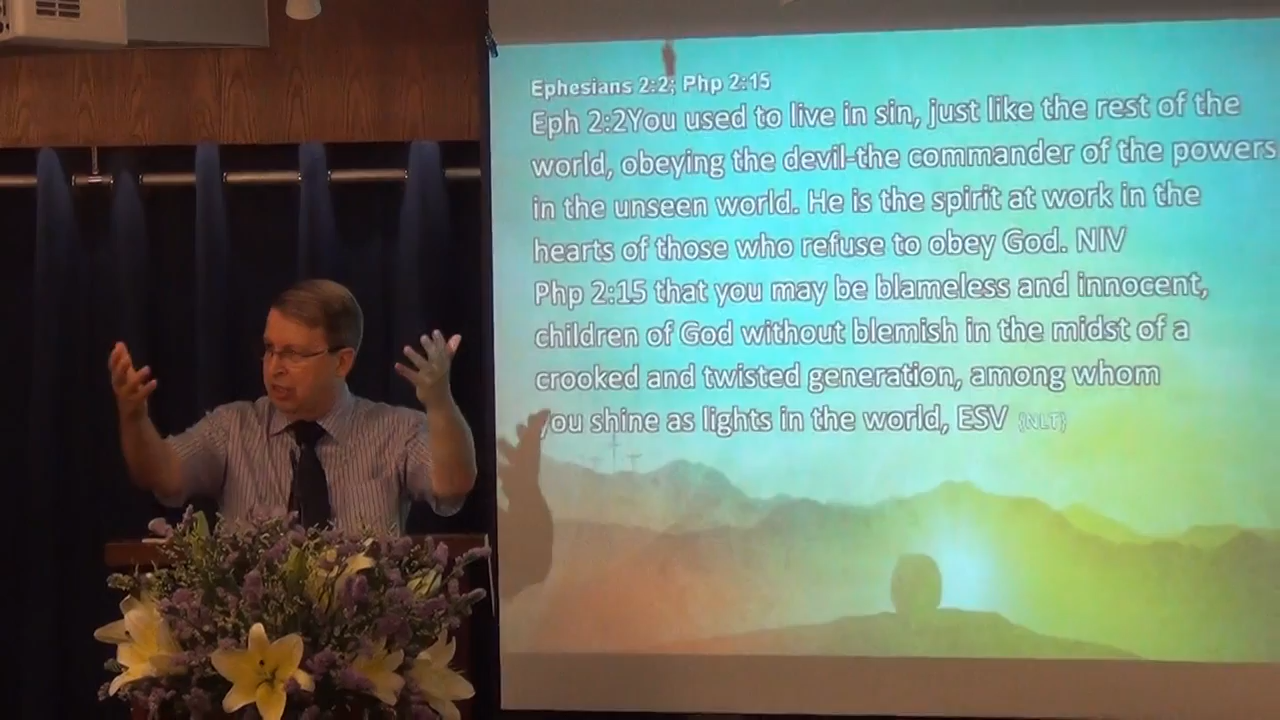 Ephesians 2:2; Php 2:15
Eph 2:2You used to live in sin, just like the rest of the
world, obeying the devil-the commander of the powers
in the unseen world. He is the spirit at work in the
hearts of those who refuse to obey God. NIV
Php 2:15 that you may be blameless and innocent,
children of God without blemish in the midst of a
crooked and twisted generation, among whom
you shine as lights in the world, ESV {NLT}